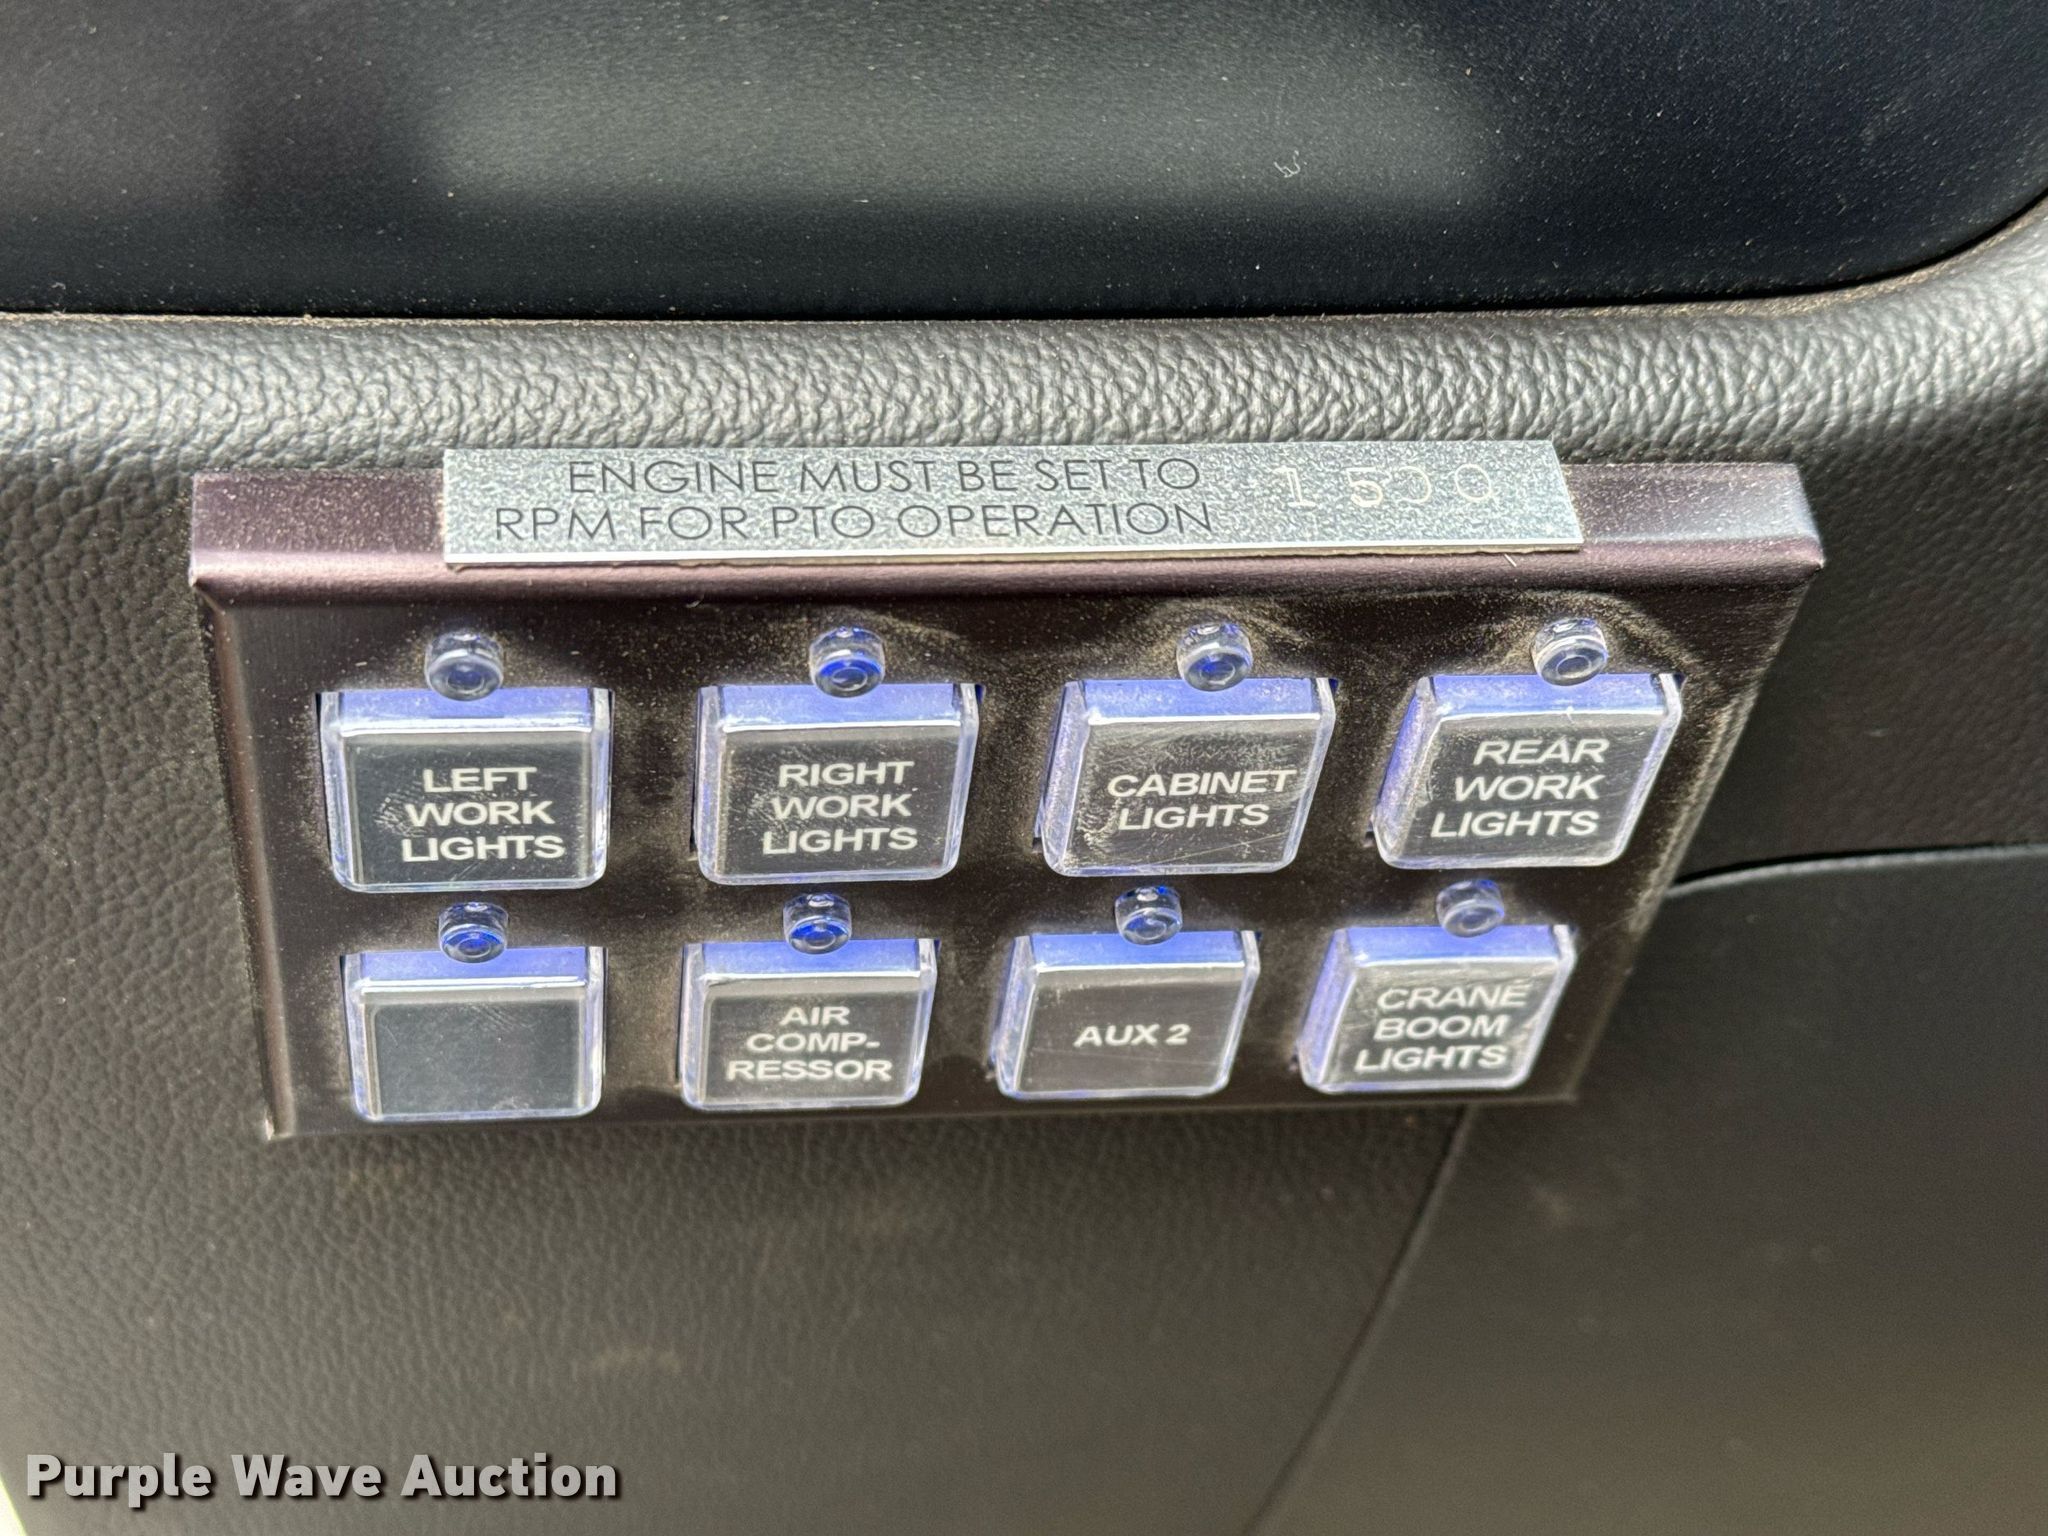 ENGINE MUST BE SET TO 1500
RPM FOR PTO OPERATION
LEFT
WORK
LIGHTS
RIGHT
WORK
LIGHTS
CABINET
LIGHTS
REAR
WORK
LIGHTS
AIR
COMP-
RESSOR
AUX 2
CRANE
BOOM
LIGHTS
Purple Wave Auction